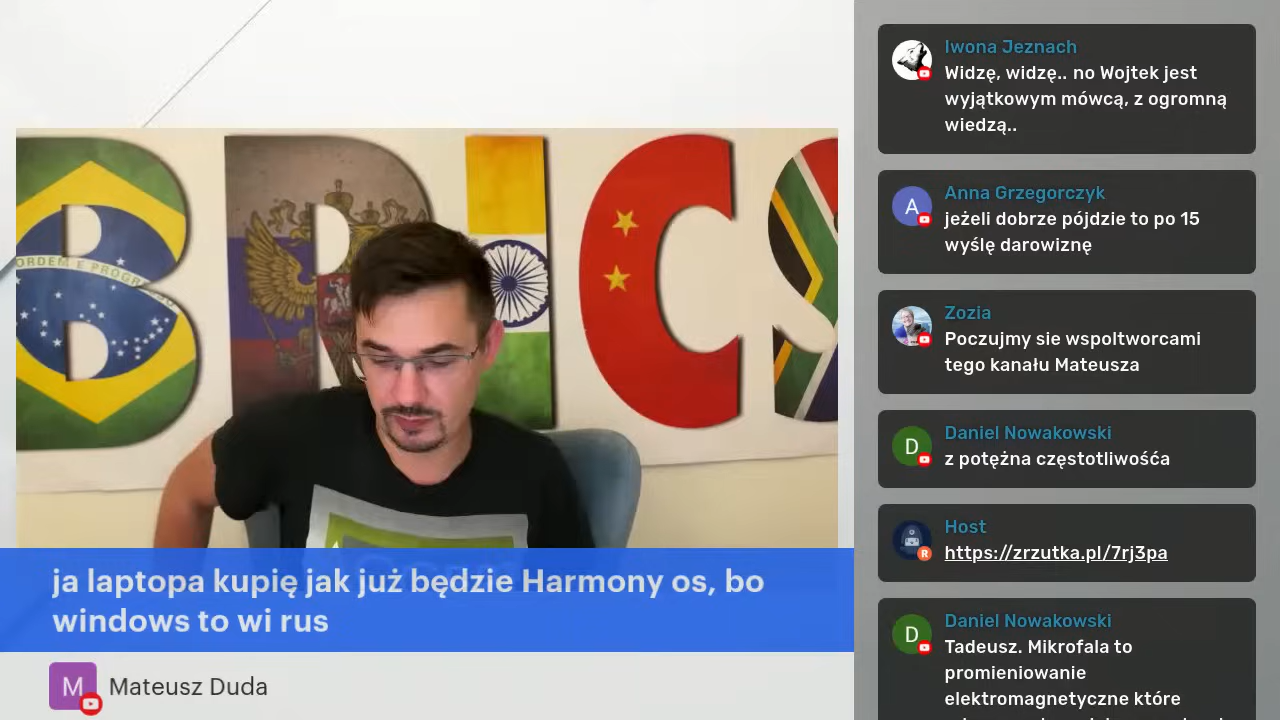 BRICS
ORDEM E PROGR
ja laptopa kupię jak już będzie Harmony os, bo
windows to wi rus
M
Mateusz Duda
Iwona Jeznach
Widzę, widzę.. no Wojtek jest
wyjątkowym mówcą, z ogromną
wiedzą..
A
Anna Grzegorczyk
jeżeli dobrze pójdzie to po 15
wyślę darowiznę
Zozia
Poczujmy sie wspoltworcami
tego kanału Mateusza
D
Daniel Nowakowski
z potężna częstotliwośća
R
Host
https://zrzutka.pl/7rj3pa
D
Daniel Nowakowski
Tadeusz. Mikrofala to
promieniowanie
elektromagnetyczne które